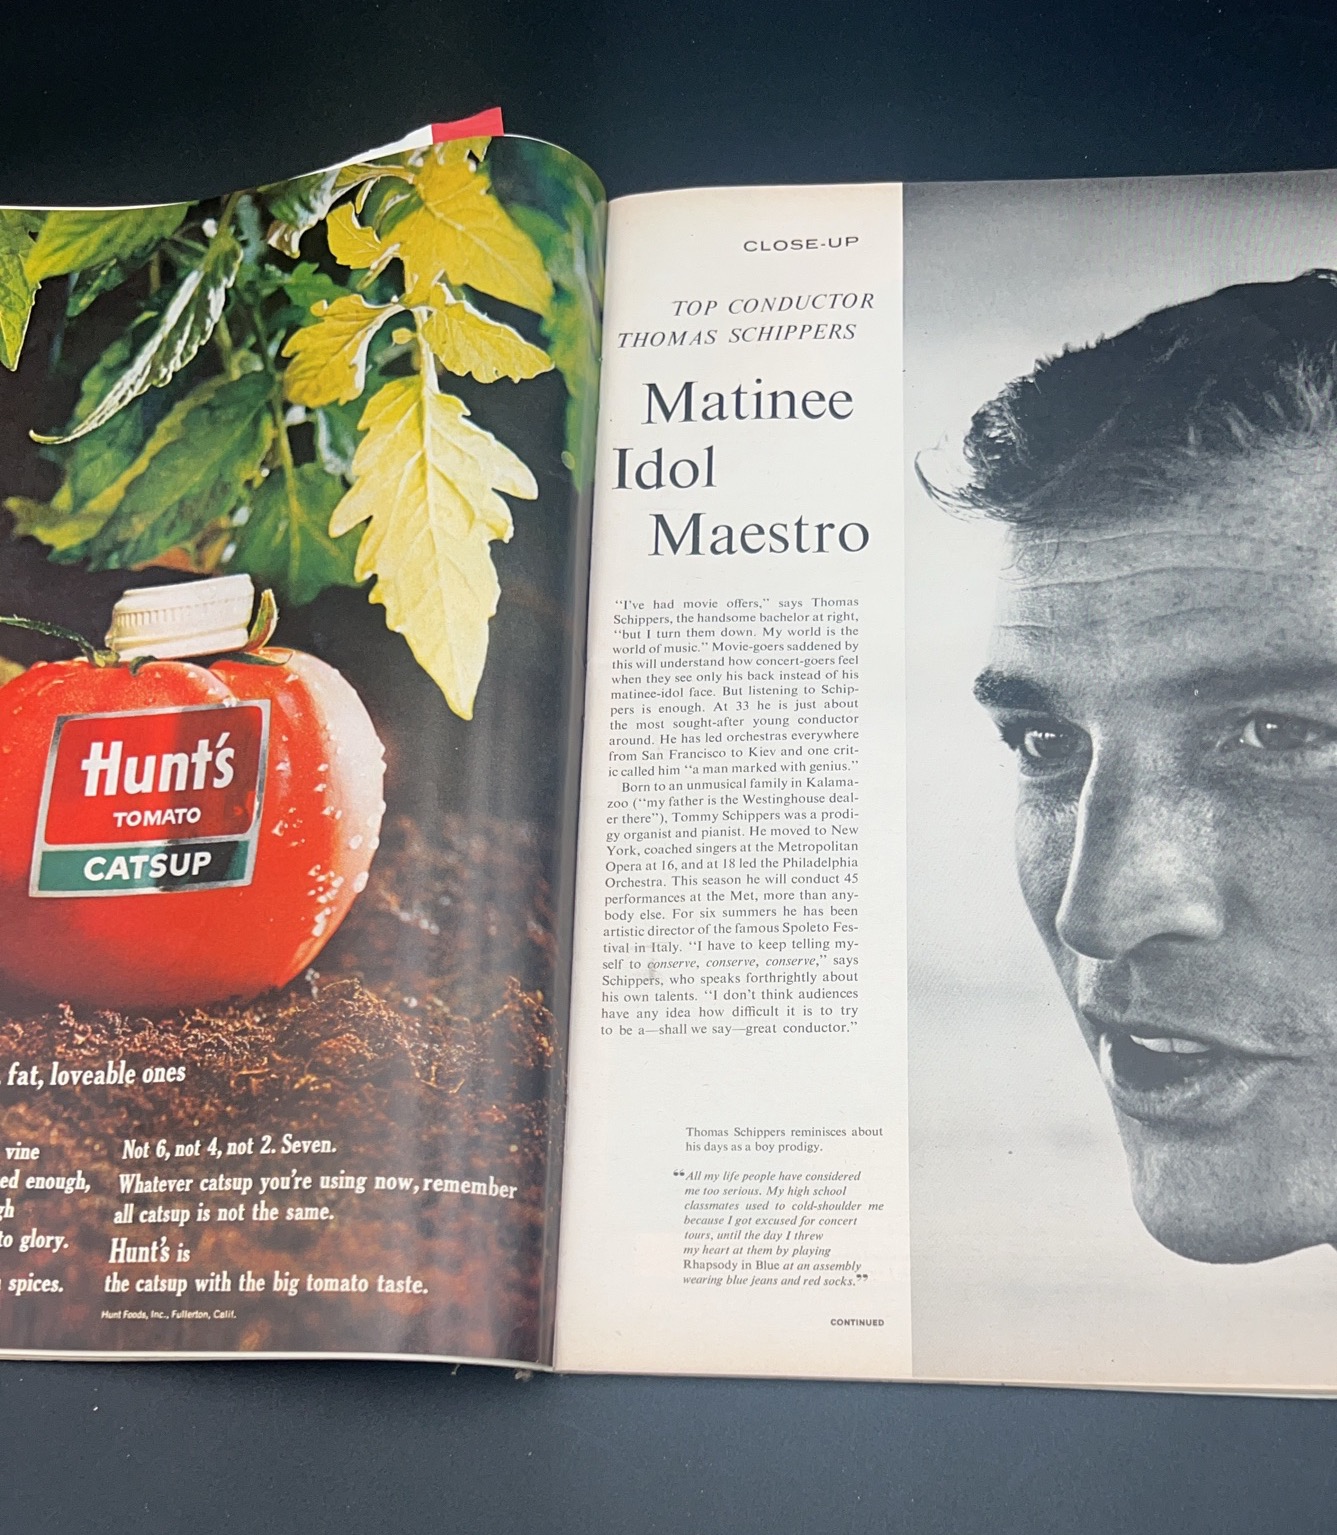 Hunt's
TOMATO
CATSUP
fat, loveable ones
vine
enough,
to glory.
spices.
Not 6, not 4, not 2. Seven.
Whatever catsup you're using now, remember
all catsup is not the same.
Hunt's is
the catsup with the big tomato taste.
Hunt Foods, Inc., Fullerton, Calif.
CLOSE-UP
TOP CONDUCTOR
THOMAS SCHIPPERS
Matinee
Idol
Maestro
“I've had movie offers,” says Thomas
Schippers, the handsome bachelor at right,
“but I turn them down. My world is the
world of music.” Movie-goers saddened by
this will understand how concert-goers feel
when they see only his back instead of his
matinee-idol face. But listening to Schip-
pers is enough. At 33 he is just about
the most sought-after young conductor
around. He has led orchestras everywhere
from San Francisco to Kiev and one crit-
ic called him “a man marked with genius.”
Born to an unmusical family in Kalama-
zoo (“my father is the Westinghouse deal-
er there”), Tommy Schippers was a prodi-
gy organist and pianist. He moved to New
York, coached singers at the Metropolitan
Opera at 16, and at 18 led the Philadelphia
Orchestra. This season he will conduct 45
performances at the Met, more than any-
body else. For six summers he has been
artistic director of the famous Spoleto Fes-
tival in Italy. “I have to keep telling my-
self to conserve, conserve, conserve,” says
Schippers, who speaks forthrightly about
his own talents. “I don't think audiences
have any idea how difficult it is to try
to be a—shall we say—great conductor.”
Thomas Schippers reminisces about
his days as a boy prodigy.
“All my life people have considered
me too serious. My high school
classmates used to cold-shoulder me
because I got excused for concert
tours, until the day I threw
my heart at them by playing
Rhapsody in Blue at an assembly
wearing blue jeans and red socks.”
CONTINUED